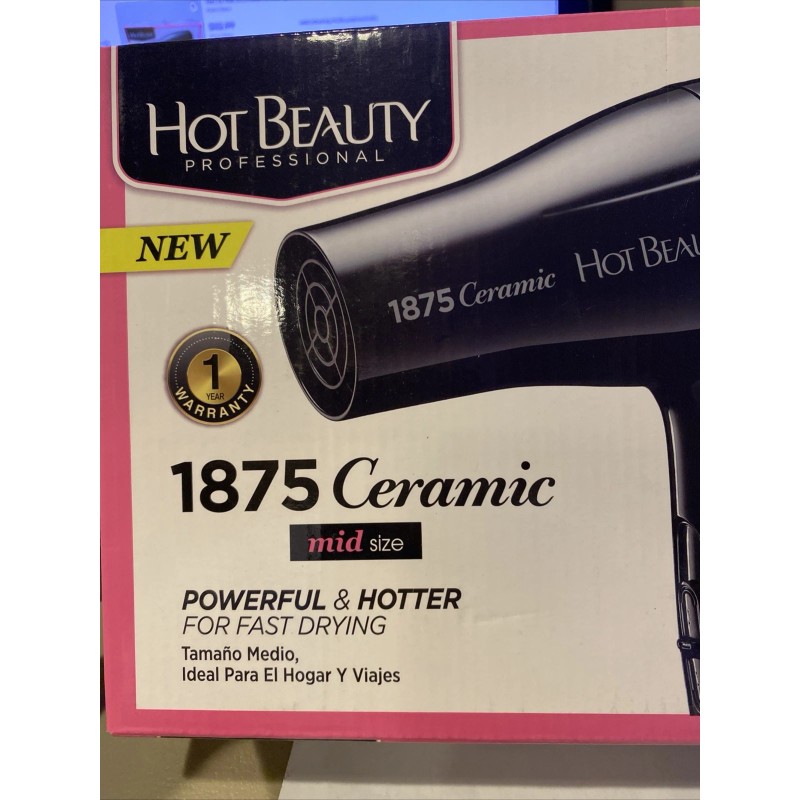 HOT BEAUTY
PROFESSIONAL
NEW
1875 Ceramic
HOT BEAU
1
YEAR
WARRANTY
1875 Ceramic
mid size
POWERFUL & HOTTER
FOR FAST DRYING
Tamaño Medio,
Ideal Para El Hogar Y Viajes